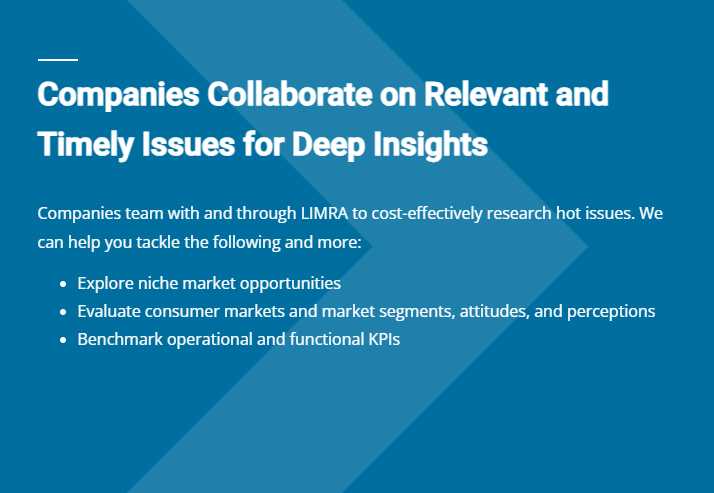 Companies Collaborate on Relevant and
Timely Issues for Deep Insights
Companies team with and through LIMRA to cost-effectively research hot issues. We
can help you tackle the following and more:
• Explore niche market opportunities
• Evaluate consumer markets and market segments, attitudes, and perceptions
• Benchmark operational and functional KPIs